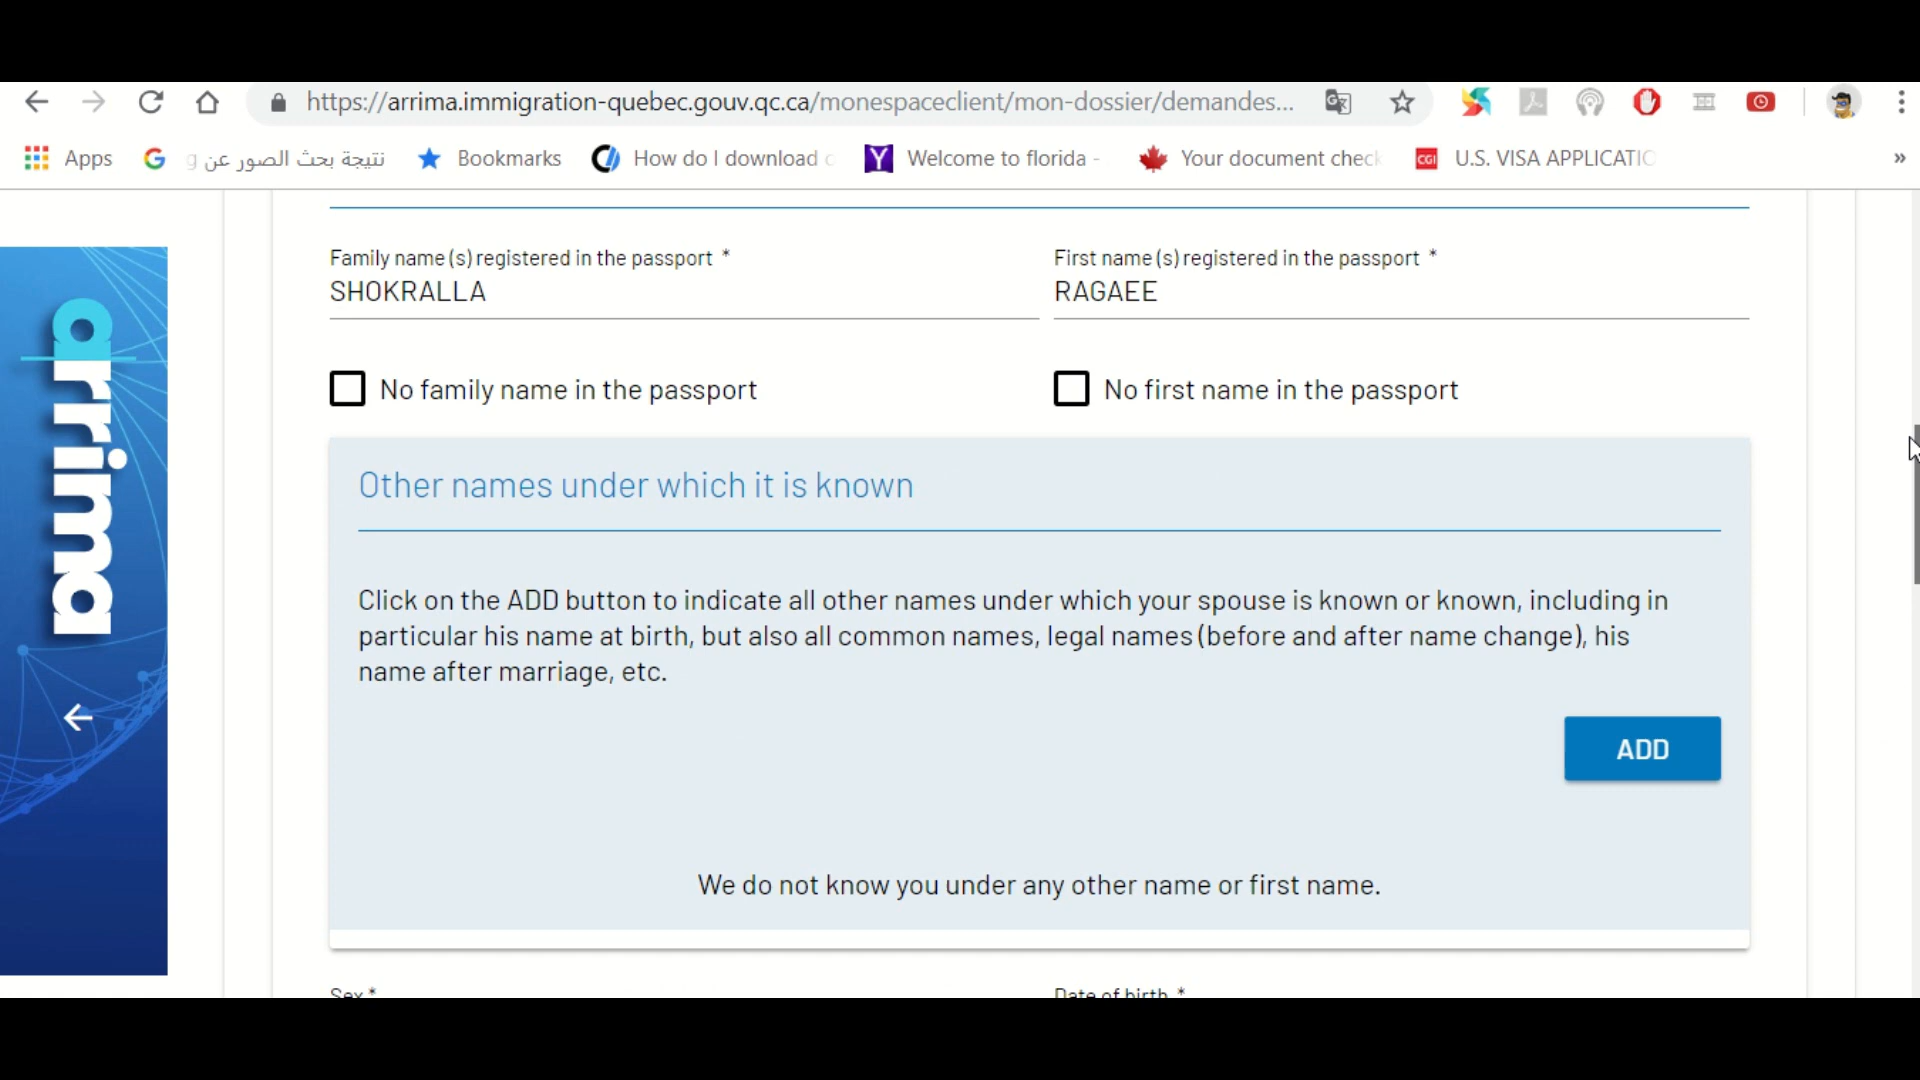 https://arrima.immigration-quebec.gouv.qc.ca/monespaceclient/mon-dossier/demandes...
Apps
نتيجة بحث الصور عن g
Bookmarks
How do I download
Welcome to florida -
Your document check
CGI
U.S. VISA APPLICATIO
»
Family name (s) registered in the passport *
First name (s) registered in the passport *
SHOKRALLA
RAGAEE
No family name in the passport
No first name in the passport
arrima
Other names under which it is known
Click on the ADD button to indicate all other names under which your spouse is known or known, including in
particular his name at birth, but also all common names, legal names (before and after name change), his
name after marriage, etc.
ADD
We do not know you under any other name or first name.
Sex *
Date of birth *